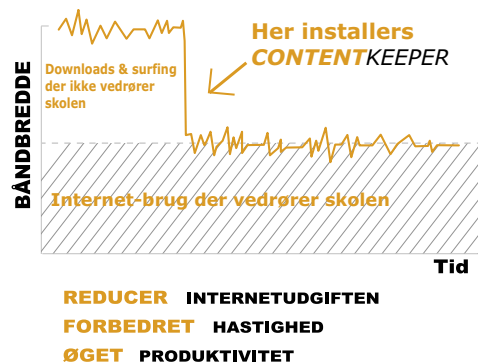 Her installers
CONTENTKEEPER
Downloads & surfing
der ikke vedrører
skolen
BÅNDBREDDE
Internet-brug der vedrører skølen
Tid
REDUCER INTERNETUDGIFTEN
FORBEDRET HASTIGHED
ØGET PRODUKTIVITET